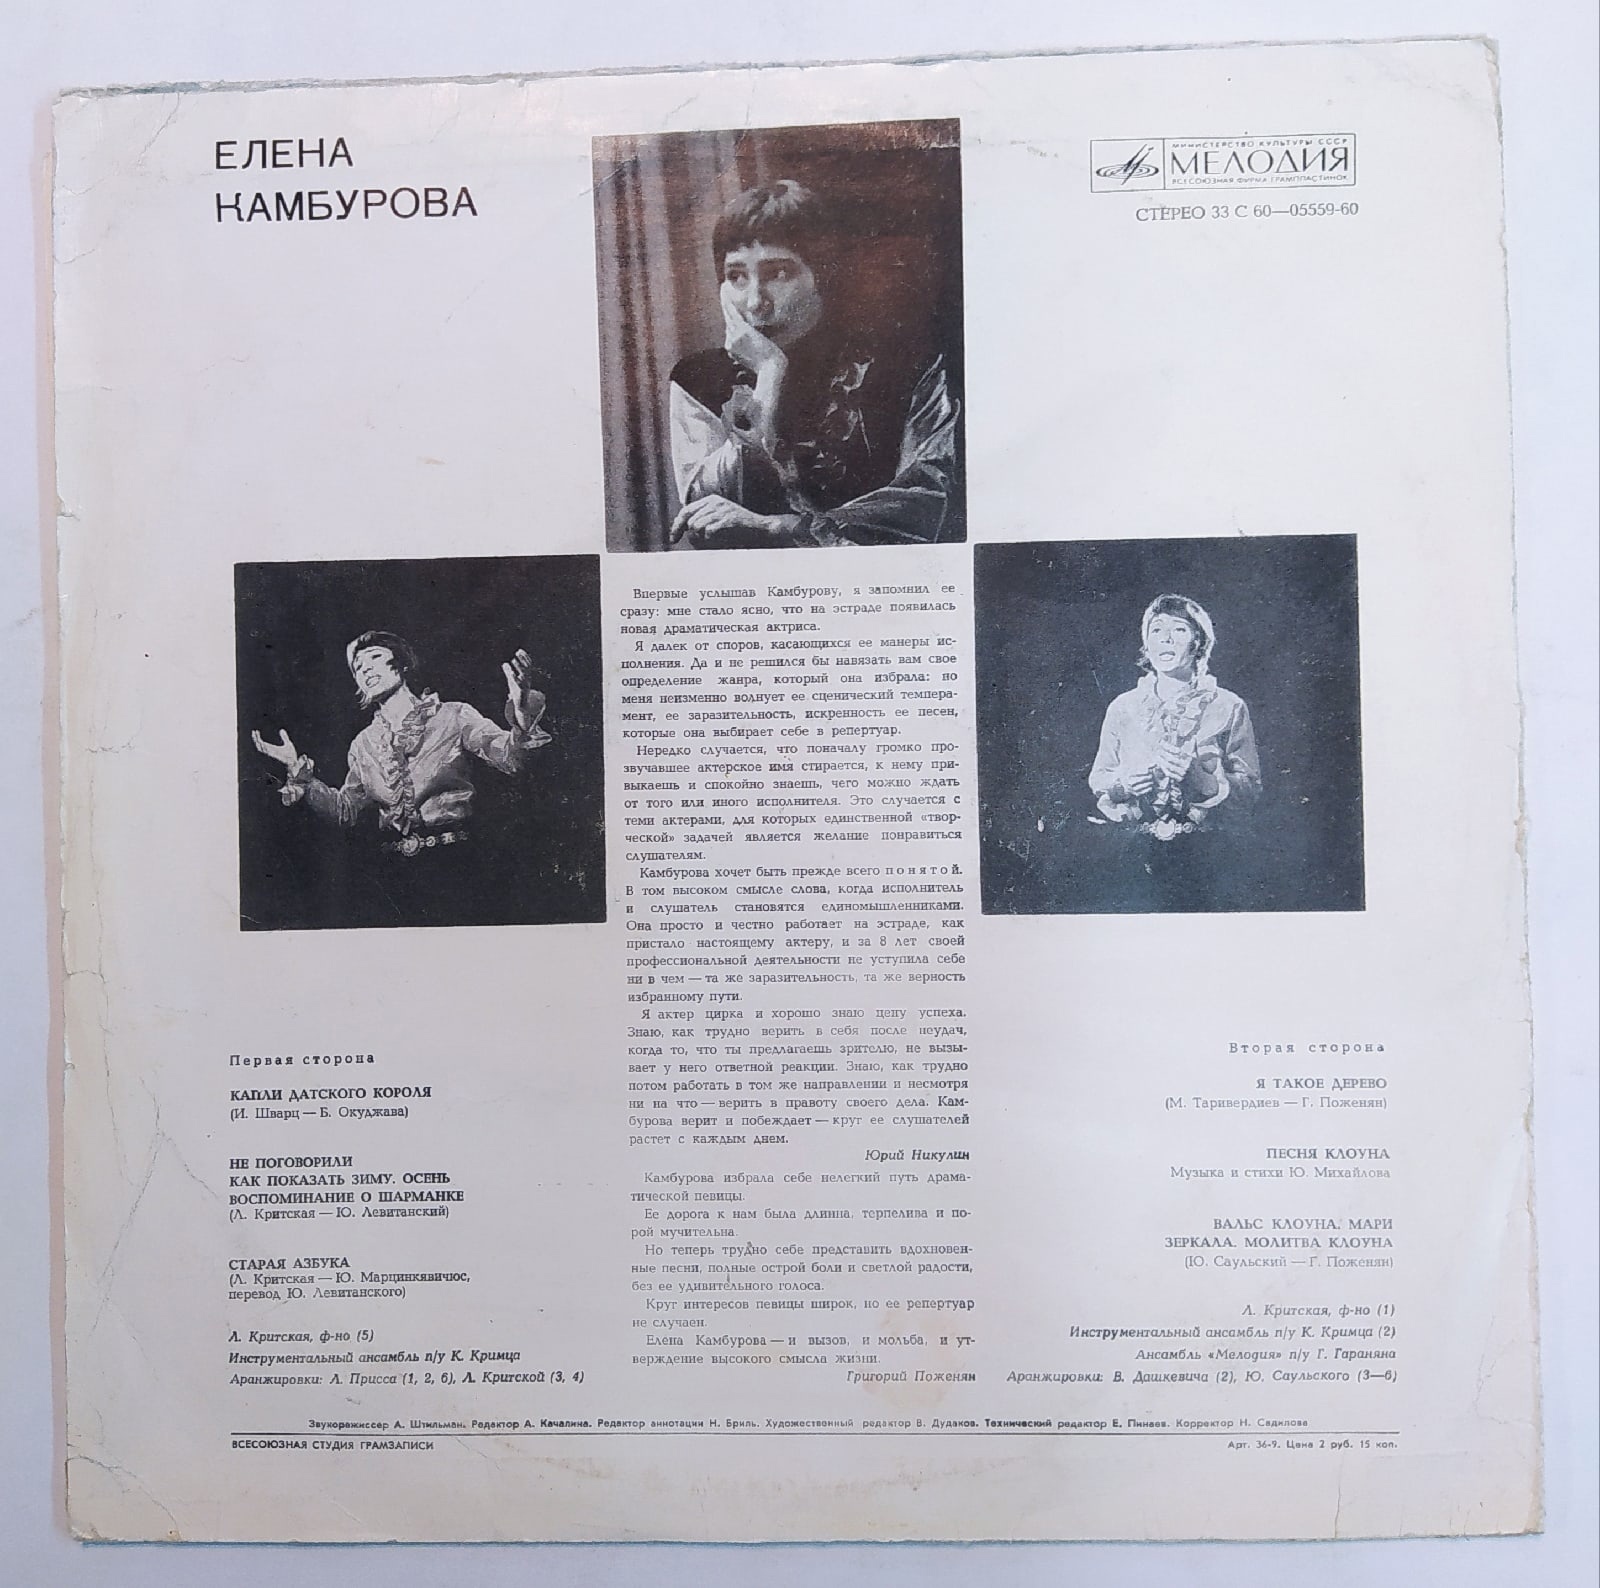 ЕЛЕНА
КАМБУРОВА
МИНИСТЕРСТВО КУЛЬТУРЫ СССР
МЕЛОДИЯ
ВСЕСОЮЗНАЯ ФИРМА ГРАМПЛАСТИНОК
СТЕРЕО 33 С 60—05559-60
Впервые услышав Камбурову, я запомнил ее
сразу: мне стало ясно, что на эстраде появилась
новая драматическая актриса.
Я далек от споров, касающихся ее манеры ис-
полнения. Да и не решился бы навязать вам свое
определение жанра, который она избрала: но
меня неизменно волнует ее сценический темпера-
мент, ее заразительность, искренность ее песен,
которые она выбирает себе в репертуар.
Нередко случается, что поначалу громко про-
звучавшее актерское имя стирается, к нему при-
выкаешь и спокойно знаешь, чего можно ждать
от того или иного исполнителя. Это случается с
теми актерами, для которых единственной «твор-
ческой» задачей является желание понравиться
слушателям.
Камбурова хочет быть прежде всего понятой.
В том высоком смысле слова, когда исполнитель
и слушатель становятся единомышленниками.
Она просто и честно работает на эстраде, как
пристало настоящему актеру, и за 8 лет своей
профессиональной деятельности не уступила себе
ни в чем — та же заразительность, та же верность
избранному пути.
Я актер цирка и хорошо знаю цену успеха.
Знаю, как трудно верить в себя после неудач,
когда то, что ты предлагаешь зрителю, не вызы-
вает у него ответной реакции. Знаю, как трудно
потом работать в том же направлении и несмотря
ни на что — верить в правоту своего дела. Кам-
бурова верит и побеждает — круг ее слушателей
растет с каждым днем.
Юрий Никулин
Камбурова избрала себе нелегкий путь драма-
тической певицы.
Ее дорога к нам была длинна, терпелива и по-
рой мучительна.
Но теперь трудно себе представить вдохновен-
ные песни, полные острой боли и светлой радости,
без ее удивительного голоса.
Круг интересов певицы широк, но ее репертуар
не случаен.
Елена Камбурова — и вызов, и мольба, и ут-
верждение высокого смысла жизни.
Григорий Поженян
Первая сторона
КАПЛИ ДАТСКОГО КОРОЛЯ
(И. Шварц — Б. Окуджава)
НЕ ПОГОВОРИЛИ
КАК ПОКАЗАТЬ ЗИМУ. ОСЕНЬ
ВОСПОМИНАНИЕ О ШАРМАНКЕ
(Л. Критская — Ю. Левитанский)
СТАРАЯ АЗБУКА
(Л. Критская — Ю. Марцинкявичюс,
перевод Ю. Левитанского)
Л. Критская, ф-но (5)
Инструментальный ансамбль п/у К. Кримца
Аранжировки: Л. Присса (1, 2, 6), Л. Критской (3, 4)
Вторая сторона
Я ТАКОЕ ДЕРЕВО
(М. Таривердиев — Г. Поженян)
ПЕСНЯ КЛОУНА
Музыка и стихи Ю. Михайлова
ВАЛЬС КЛОУНА. МАРИ
ЗЕРКАЛА. МОЛИТВА КЛОУНА
(Ю. Саульский — Г. Поженян)
Л. Критская, ф-но (1)
Инструментальный ансамбль п/у К. Кримца (2)
Ансамбль «Мелодия» п/у Г. Гараняна
Аранжировки: В. Дашкевича (2), Ю. Саульского (3—6)
Звукорежиссер А. Штильман. Редактор А. Качалина. Редактор аннотации Н. Бриль. Художественный редактор В. Дудаков. Технический редактор Е. Пинаев. Корректор Н. Садилова
ВСЕСОЮЗНАЯ СТУДИЯ ГРАМЗАПИСИ
Арт. 36-9. Цена 2 руб. 15 коп.